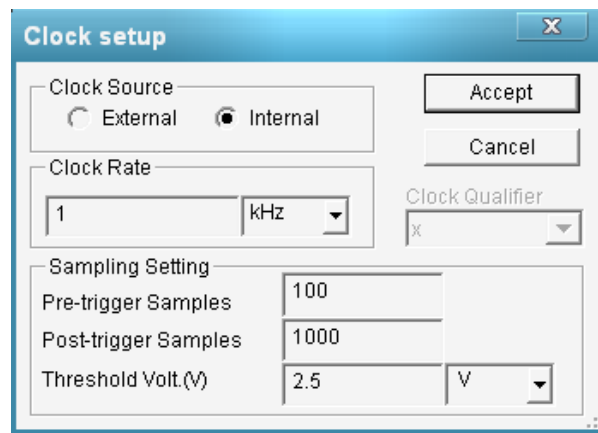 Clock setup
X
Clock Source
External Internal
Accept
Cancel
Clock Rate
1 kHz
Clock Qualifier
x
Sampling Setting
Pre-trigger Samples 100
Post-trigger Samples 1000
Threshold Volt.(V) 2.5 V